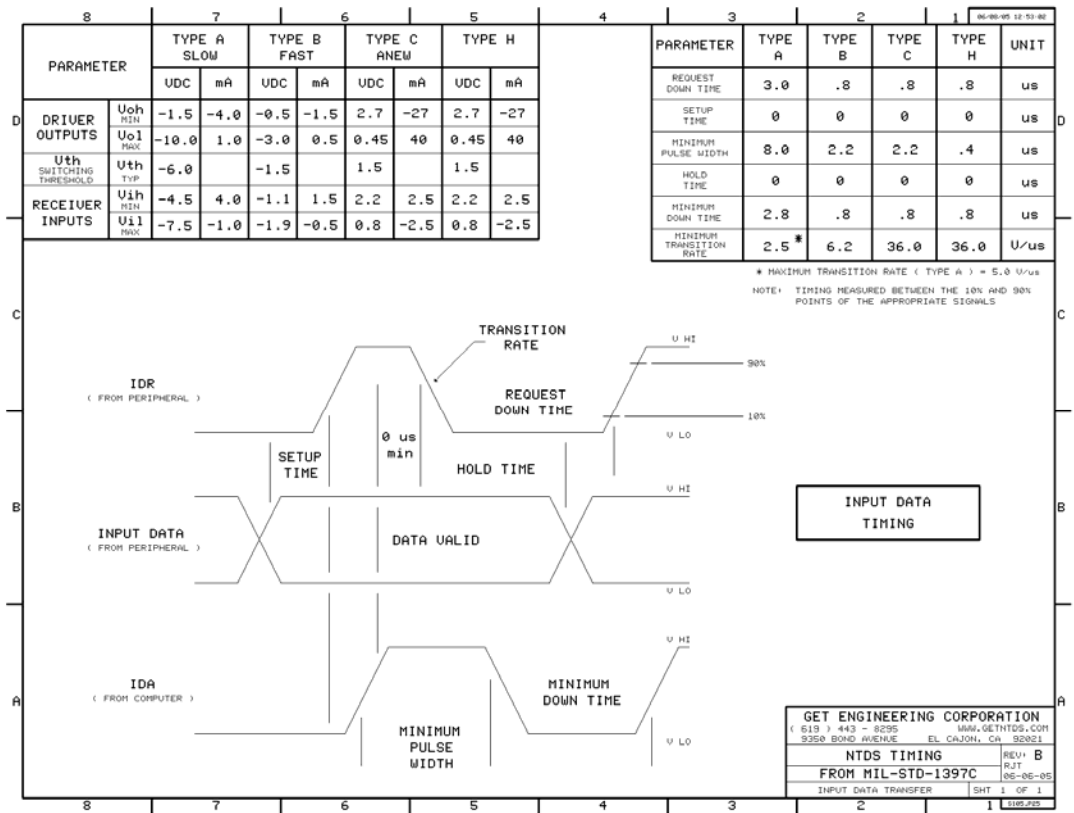 8 7 6 5 4 3 2 1 06/08/05 12:53:02
PARAMETER TYPE A SLOW TYPE B FAST TYPE C ANEW TYPE H
VDC mA VDC mA VDC mA VDC mA
DRIVER OUTPUTS Voh MIN -1.5 -4.0 -0.5 -1.5 2.7 -27 2.7 -27
Vol MAX -10.0 1.0 -3.0 0.5 0.45 40 0.45 40
Vth SWITCHING THRESHOLD Vth TYP -6.0 -1.5 1.5 1.5
RECEIVER INPUTS Vih MIN -4.5 4.0 -1.1 1.5 2.2 2.5 2.2 2.5
Vil MAX -7.5 -1.0 -1.9 -0.5 0.8 -2.5 0.8 -2.5
PARAMETER TYPE A TYPE B TYPE C TYPE H UNIT
REQUEST DOWN TIME 3.0 .8 .8 .8 us
SETUP TIME 0 0 0 0 us
MINIMUM PULSE WIDTH 8.0 2.2 2.2 .4 us
HOLD TIME 0 0 0 0 us
MINIMUM DOWN TIME 2.8 .8 .8 .8 us
MINIMUM TRANSITION RATE 2.5 * 6.2 36.0 36.0 V/us
* MAXIMUM TRANSITION RATE ( TYPE A ) = 5.0 V/us
NOTE: TIMING MEASURED BETWEEN THE 10% AND 90%
POINTS OF THE APPROPRIATE SIGNALS
D D
C C
B B
A A
TRANSITION
RATE
V HI
90%
IDR
( FROM PERIPHERAL )
REQUEST
DOWN TIME
10%
V LO
0 us
min
SETUP
TIME
HOLD TIME
V HI
INPUT DATA
( FROM PERIPHERAL )
DATA VALID
V LO
INPUT DATA
TIMING
V HI
IDA
( FROM COMPUTER )
MINIMUM
DOWN TIME
MINIMUM
PULSE
WIDTH
V LO
GET ENGINEERING CORPORATION
( 619 ) 443 - 8295 WWW.GETNTDS.COM
9350 BOND AVENUE EL CAJON, CA 92021
NTDS TIMING
FROM MIL-STD-1397C
REV: B
RJT
06-06-05
INPUT DATA TRANSFER SHT 1 OF 1
8 7 6 5 4 3 2 1